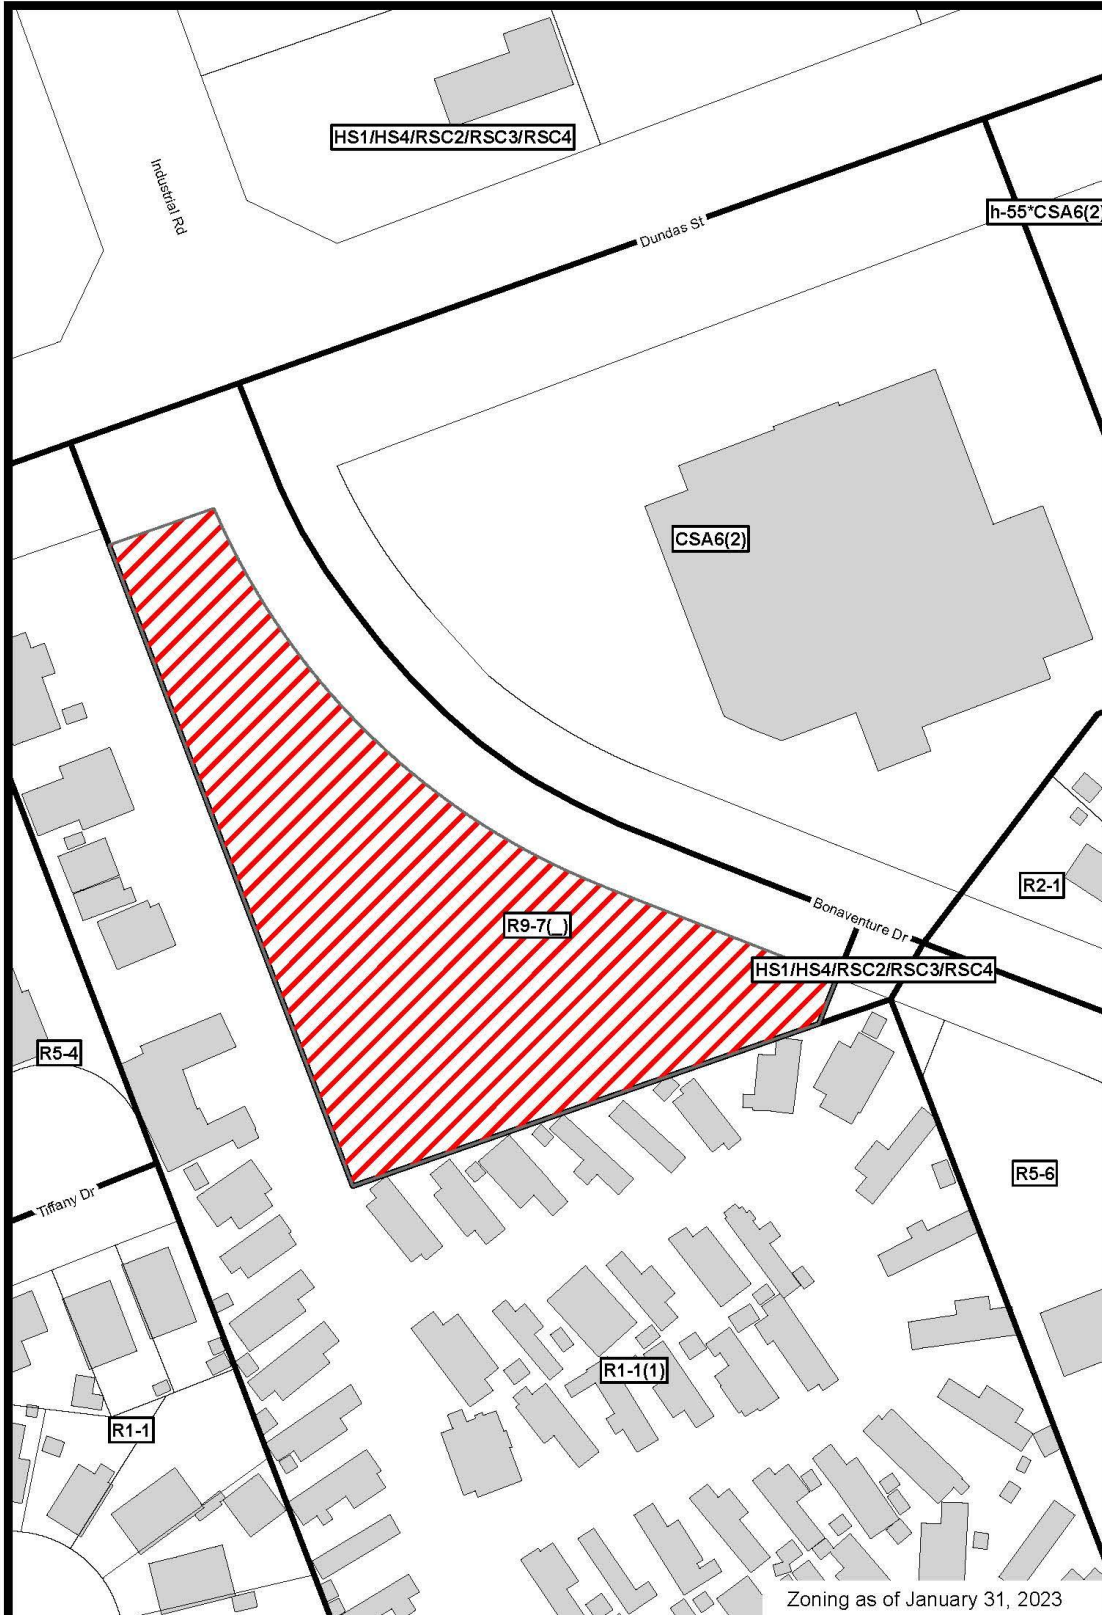 HS1/HS4/RSC2/RSC3/RSC4
Industrial Rd
h-55*CSA6(2)
Dundas St
CSA6(2)
R2-1
Bonaventure Dr
R9-7(_)
HS1/HS4/RSC2/RSC3/RSC4
R5-4
R5-6
Tiffany Dr
R1-1(1)
R1-1
Zoning as of January 31, 2023